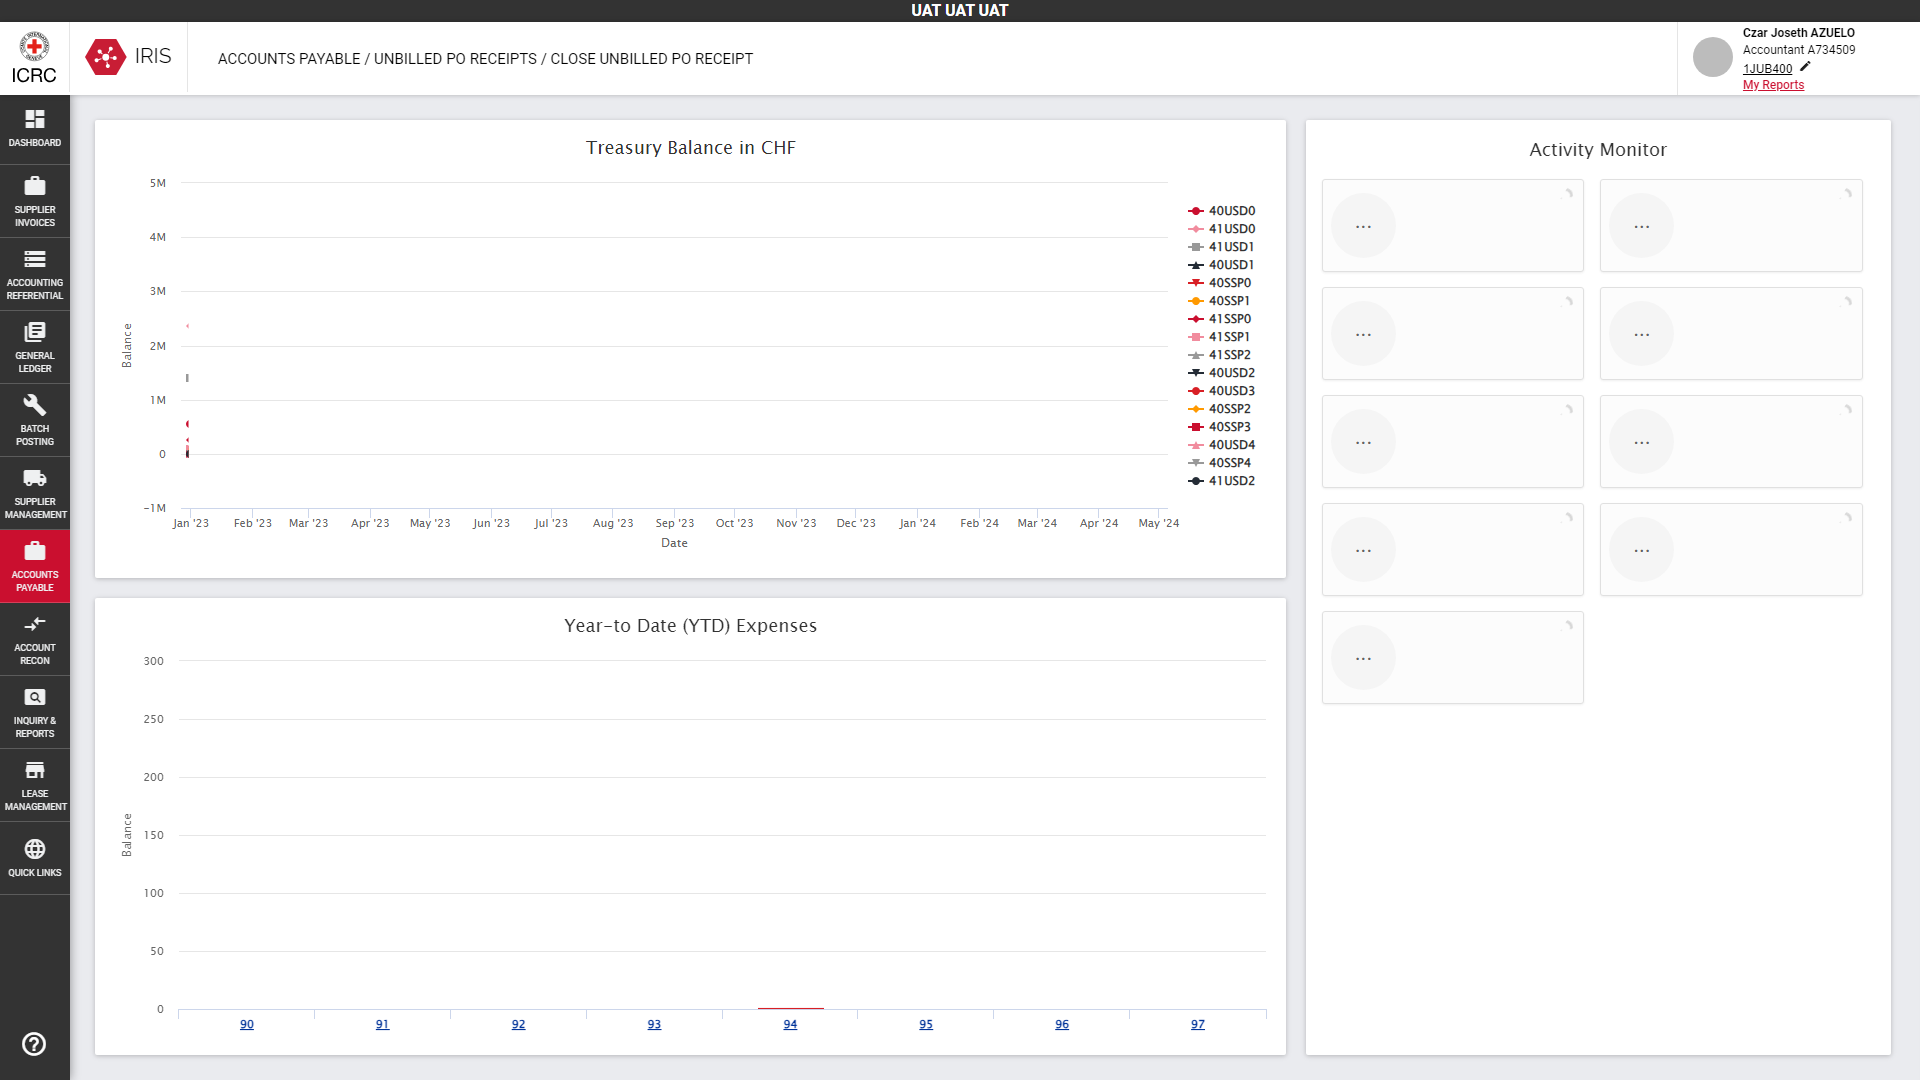 UAT UAT UAT
ICRC
IRIS
ACCOUNTS PAYABLE / UNBILLED PO RECEIPTS / CLOSE UNBILLED PO RECEIPT
Czar Joseth AZUELO
Accountant A734509
1JUB400
My Reports
DASHBOARD
SUPPLIER
INVOICES
ACCOUNTING
REFERENTIAL
GENERAL
LEDGER
BATCH
POSTING
SUPPLIER
MANAGEMENT
ACCOUNTS
PAYABLE
ACCOUNT
RECON
INQUIRY &
REPORTS
LEASE
MANAGEMENT
QUICK LINKS
Treasury Balance in CHF
5M
4M
3M
2M
1M
0
-1M
Balance
Jan '23 Feb '23 Mar '23 Apr '23 May '23 Jun '23 Jul '23 Aug '23 Sep '23 Oct '23 Nov '23 Dec '23 Jan '24 Feb '24 Mar '24 Apr '24 May '24
Date
40USD0
41USD0
41USD1
40USD1
40SSP0
40SSP1
41SSP0
41SSP1
41SSP2
40USD2
40USD3
40SSP2
40SSP3
40USD4
40SSP4
41USD2
Year-to Date (YTD) Expenses
300
250
200
150
100
50
0
Balance
90 91 92 93 94 95 96 97
Activity Monitor
... ...
... ...
... ...
... ...
...